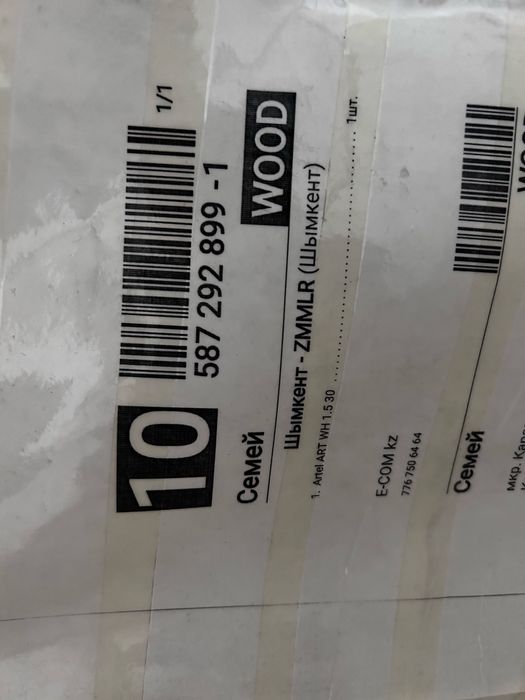 1/1
10
587 292 899 - 1
Семей
WOOD
Шымкент - ZMMLR (Шымкент)
1. Artel ART WH 1.5 30 ........................ 1шт.
E-COM kz
776 750 64 64
Семей
мкр.